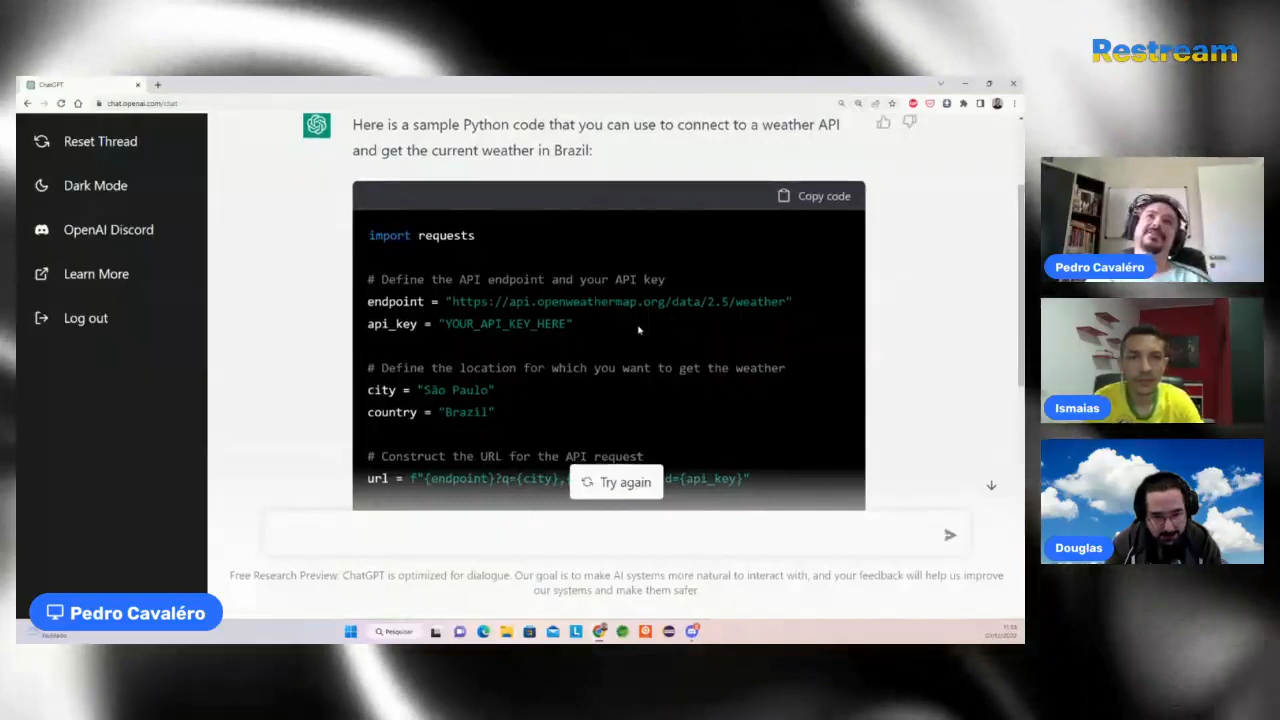 Restream
ChatGPT
chat.openai.com/chat
Reset Thread
Dark Mode
OpenAI Discord
Learn More
Log out
Here is a sample Python code that you can use to connect to a weather API
and get the current weather in Brazil:
Copy code
import requests
# Define the API endpoint and your API key
endpoint = "https://api.openweathermap.org/data/2.5/weather"
api_key = "YOUR_API_KEY_HERE"
# Define the location for which you want to get the weather
city = "São Paulo"
country = "Brazil"
# Construct the URL for the API request
url = f"{endpoint}?q={city},
d={api_key}"
Try again
Free Research Preview: ChatGPT is optimized for dialogue. Our goal is to make AI systems more natural to interact with, and your feedback will help us
improve our systems and make them safer.
Pedro Cavaléro
Pesquisar
Pedro Cavaléro
Ismaias
Douglas